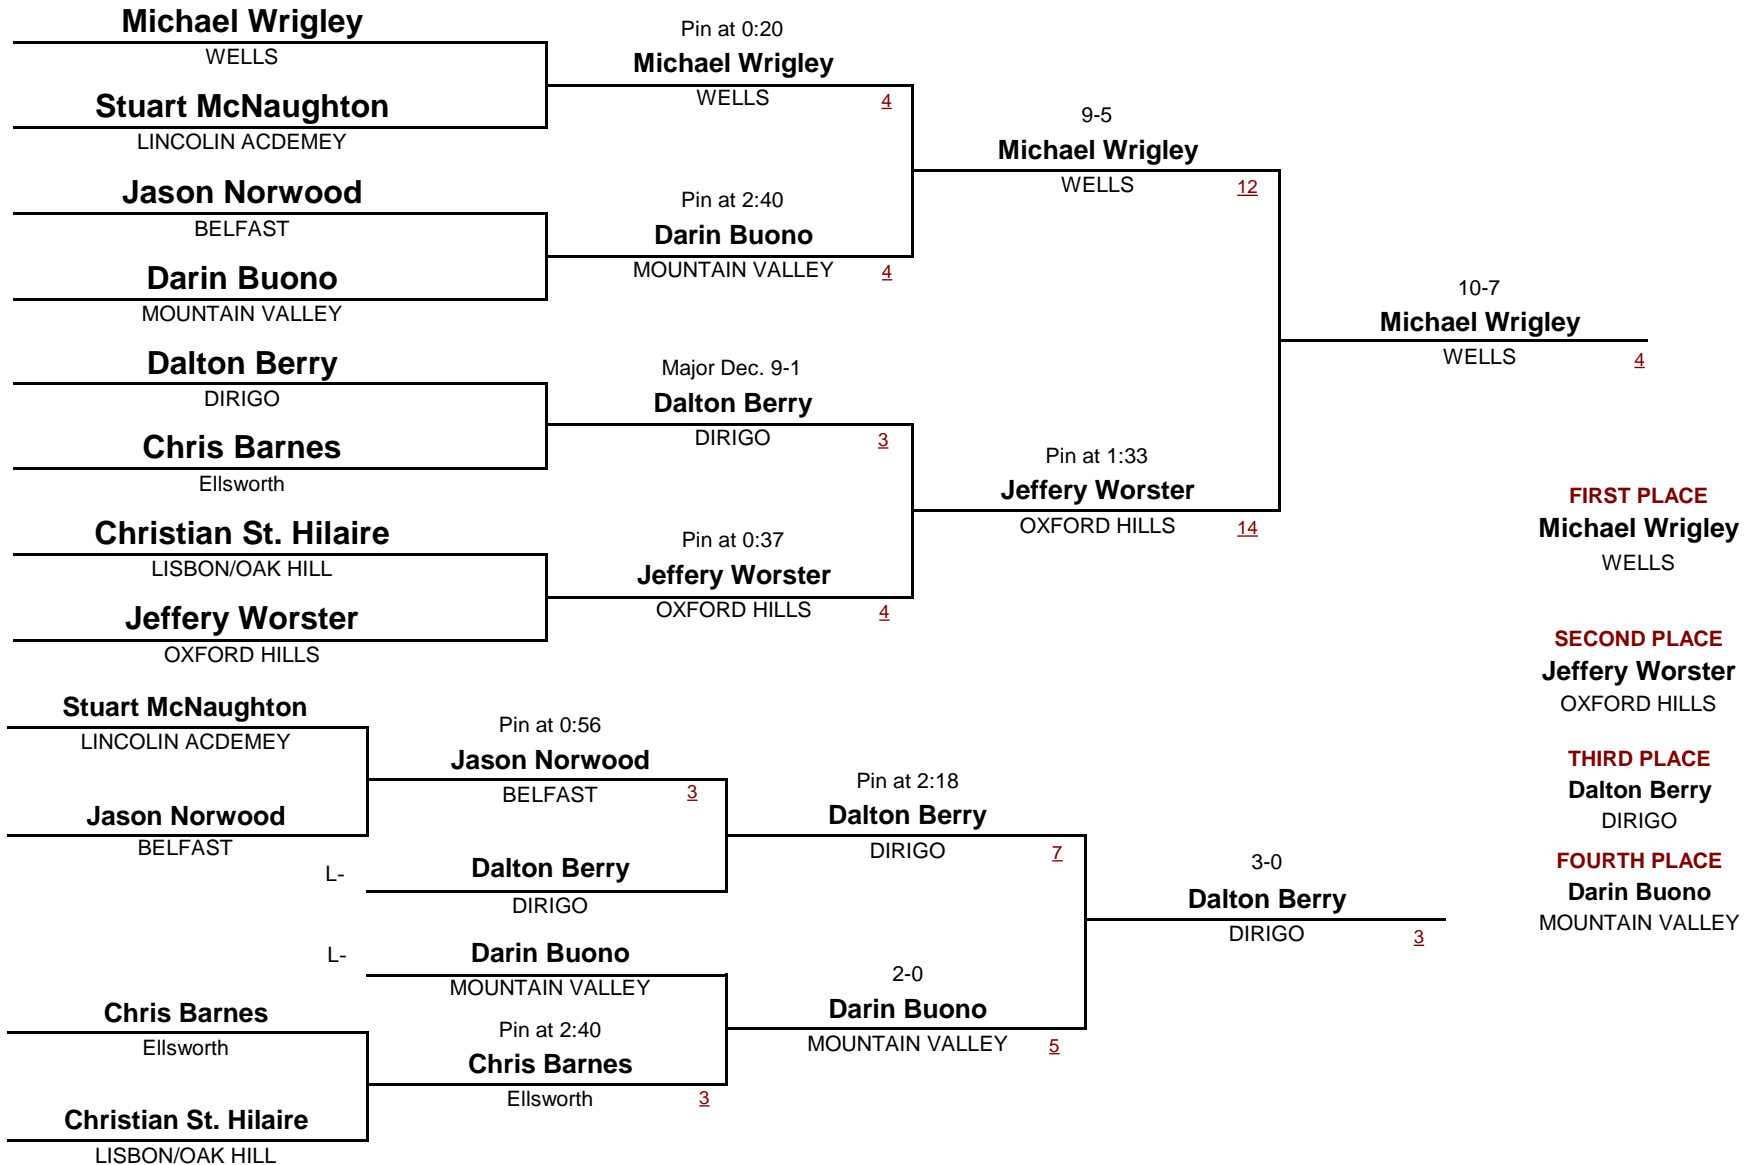 Michael Wrigley
WELLS
Stuart McNaughton
LINCOLIN ACDEMEY
Jason Norwood
BELFAST
Darin Buono
MOUNTAIN VALLEY
Dalton Berry
DIRIGO
Chris Barnes
Ellsworth
Christian St. Hilaire
LISBON/OAK HILL
Jeffery Worster
OXFORD HILLS
Pin at 0:20
Michael Wrigley
WELLS 4
Pin at 2:40
Darin Buono
MOUNTAIN VALLEY 4
Major Dec. 9-1
Dalton Berry
DIRIGO 3
Pin at 0:37
Jeffery Worster
OXFORD HILLS 4
9-5
Michael Wrigley
WELLS 12
Pin at 1:33
Jeffery Worster
OXFORD HILLS 14
10-7
Michael Wrigley
WELLS 4
Stuart McNaughton
LINCOLIN ACDEMEY
Jason Norwood
BELFAST
Chris Barnes
Ellsworth
Christian St. Hilaire
LISBON/OAK HILL
Pin at 0:56
Jason Norwood
BELFAST 3
L- Dalton Berry
DIRIGO
L- Darin Buono
MOUNTAIN VALLEY
Pin at 2:40
Chris Barnes
Ellsworth 3
Pin at 2:18
Dalton Berry
DIRIGO 7
2-0
Darin Buono
MOUNTAIN VALLEY 5
3-0
Dalton Berry
DIRIGO 3
FIRST PLACE
Michael Wrigley
WELLS
SECOND PLACE
Jeffery Worster
OXFORD HILLS
THIRD PLACE
Dalton Berry
DIRIGO
FOURTH PLACE
Darin Buono
MOUNTAIN VALLEY